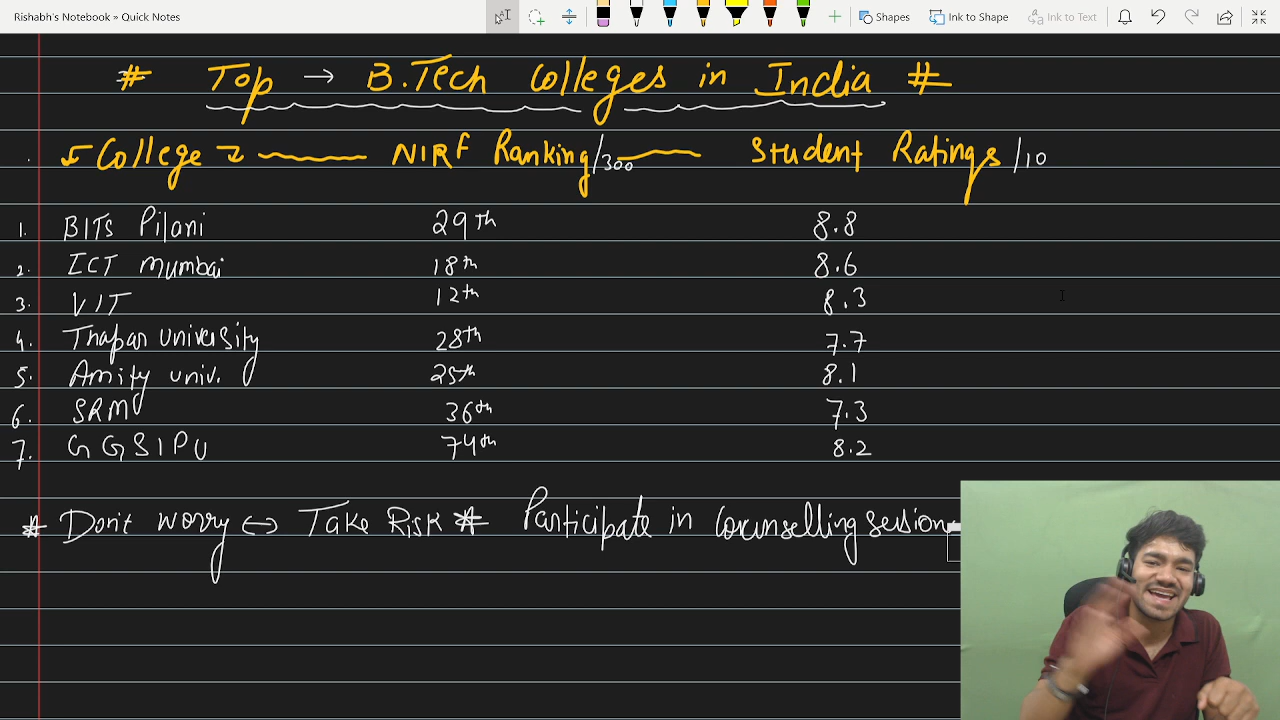 Rishabh's Notebook » Quick Notes
Shapes Ink to Shape Ink to Text
# Top → B.Tech Colleges in India #
College NIRF Ranking/300 Student Ratings /10
1. BITS Pilani 29th 8.8
2. ICT Mumbai 18th 8.6
3. VIT 12th 8.3
4. Thapar University 28th 7.7
5. Amity univ. 25th 8.1
6. SRM 36th 7.3
7. GGSIPU 74th 8.2
* Don't worry ↔ Take Risk * Participate in Counselling session